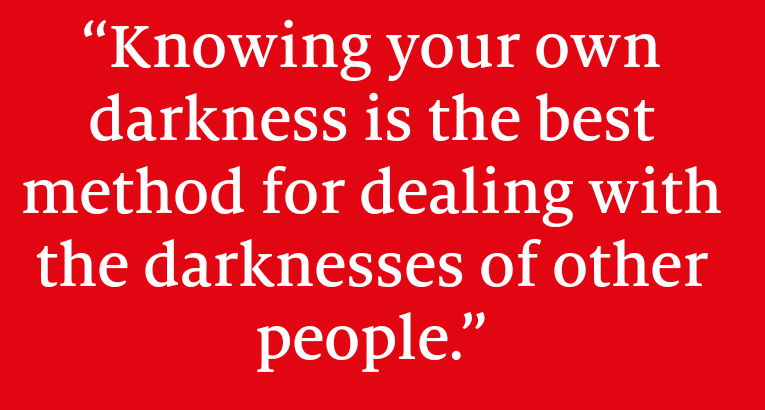 “Knowing your own
darkness is the best
method for dealing with
the darknesses of other
people.”